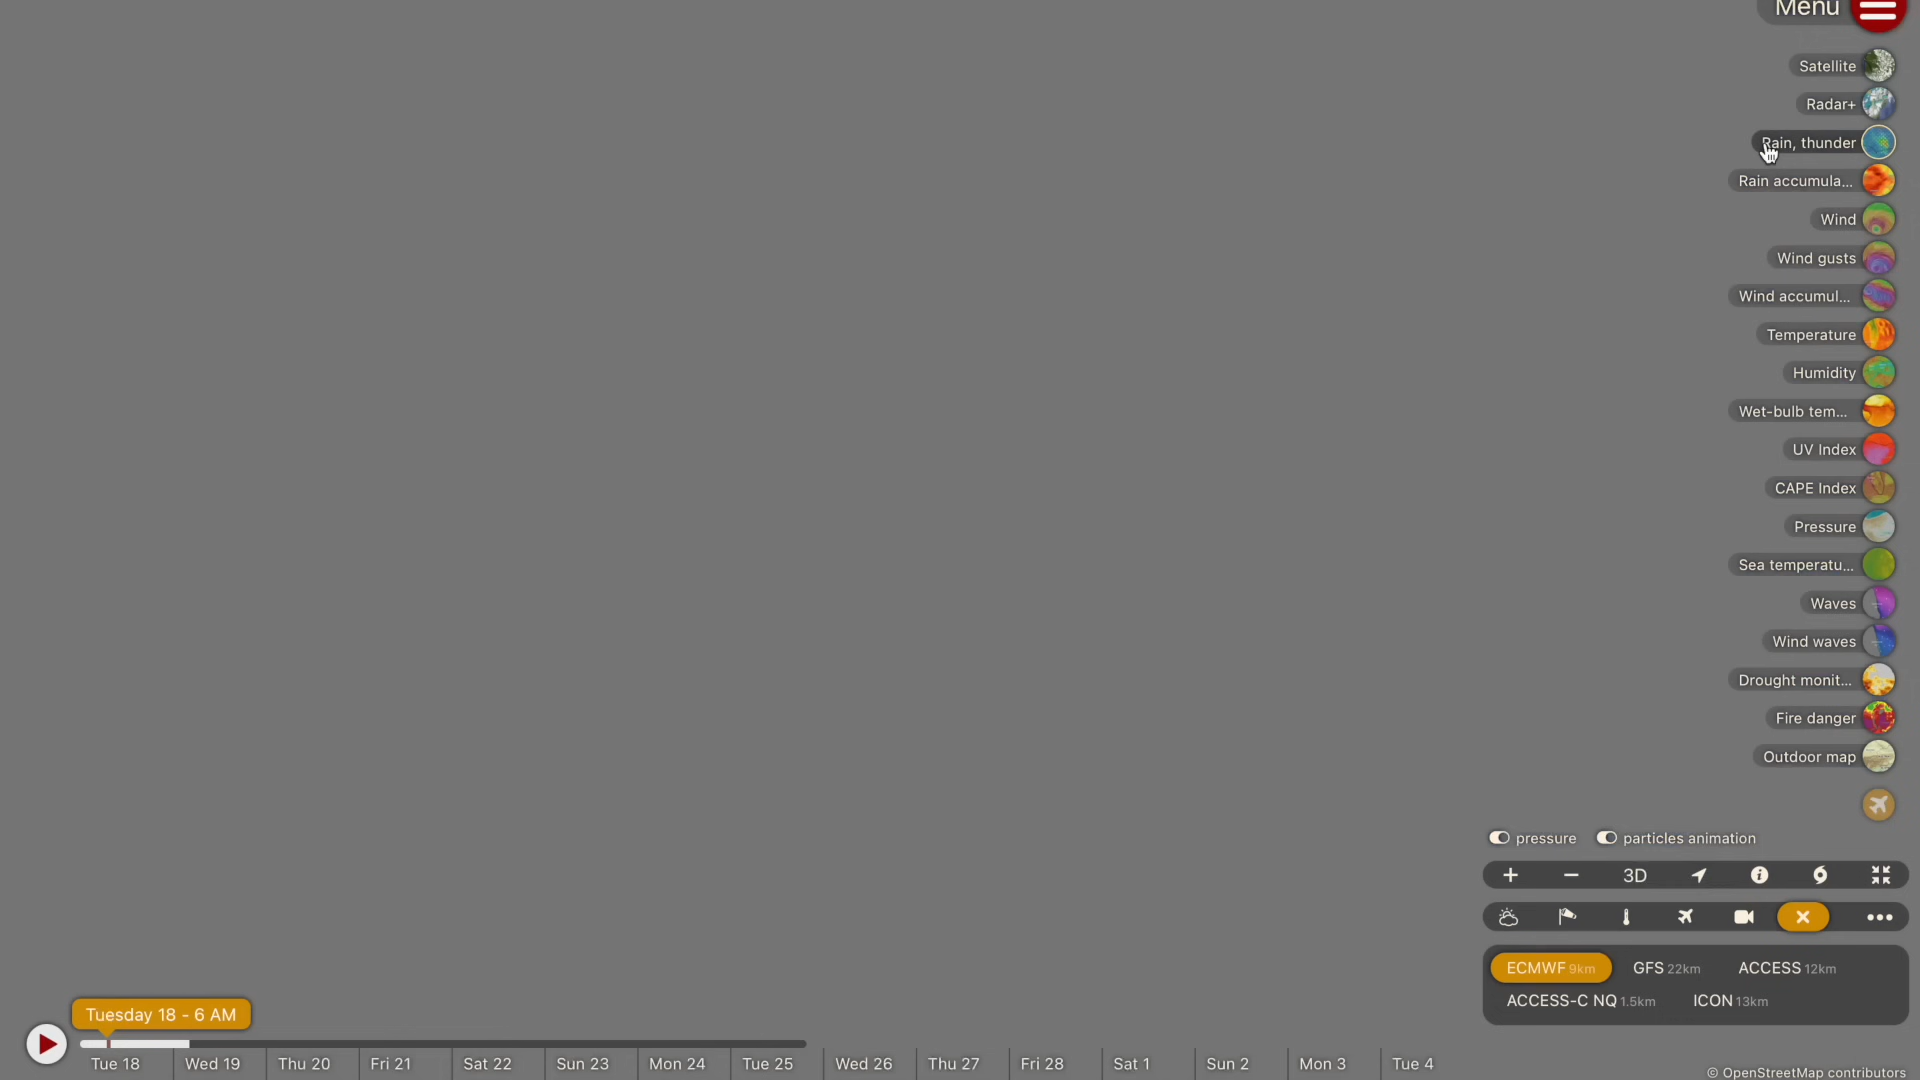 Menu
Satellite
Radar+
Rain, thunder
Rain accumula...
Wind
Wind gusts
Wind accumul...
Temperature
Humidity
Wet-bulb tem...
UV Index
CAPE Index
Pressure
Sea temperatu...
Waves
Wind waves
Drought monit...
Fire danger
Outdoor map
pressure particles animation
+ − 3D
ECMWF 9km GFS 22km ACCESS 12km
ACCESS-C NQ 1.5km ICON 13km
Tuesday 18 - 6 AM
Tue 18 Wed 19 Thu 20 Fri 21 Sat 22 Sun 23 Mon 24 Tue 25 Wed 26 Thu 27 Fri 28 Sat 1 Sun 2 Mon 3 Tue 4
© OpenStreetMap contributors